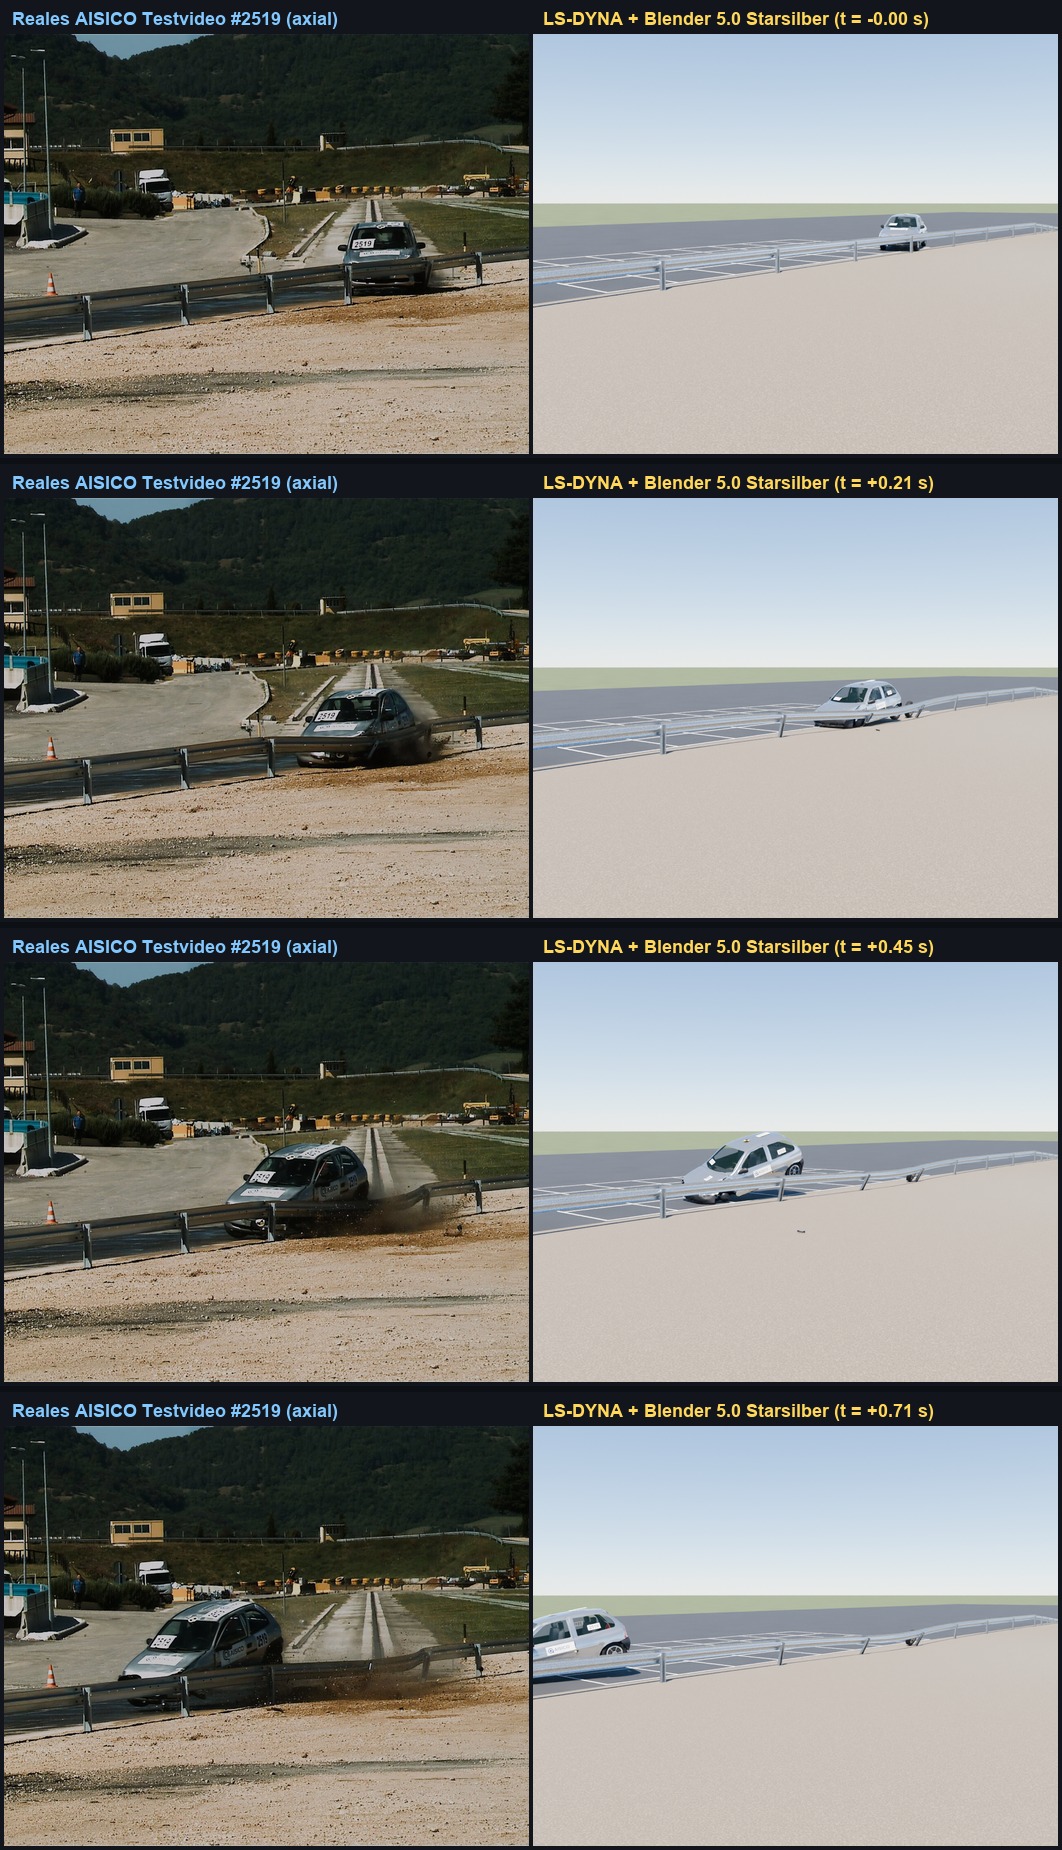 Reales AISICO Testvideo #2519 (axial)
LS-DYNA + Blender 5.0 Starsilber (t = -0.00 s)
2519
Reales AISICO Testvideo #2519 (axial)
LS-DYNA + Blender 5.0 Starsilber (t = +0.21 s)
2519
Reales AISICO Testvideo #2519 (axial)
LS-DYNA + Blender 5.0 Starsilber (t = +0.45 s)
Reales AISICO Testvideo #2519 (axial)
LS-DYNA + Blender 5.0 Starsilber (t = +0.71 s)